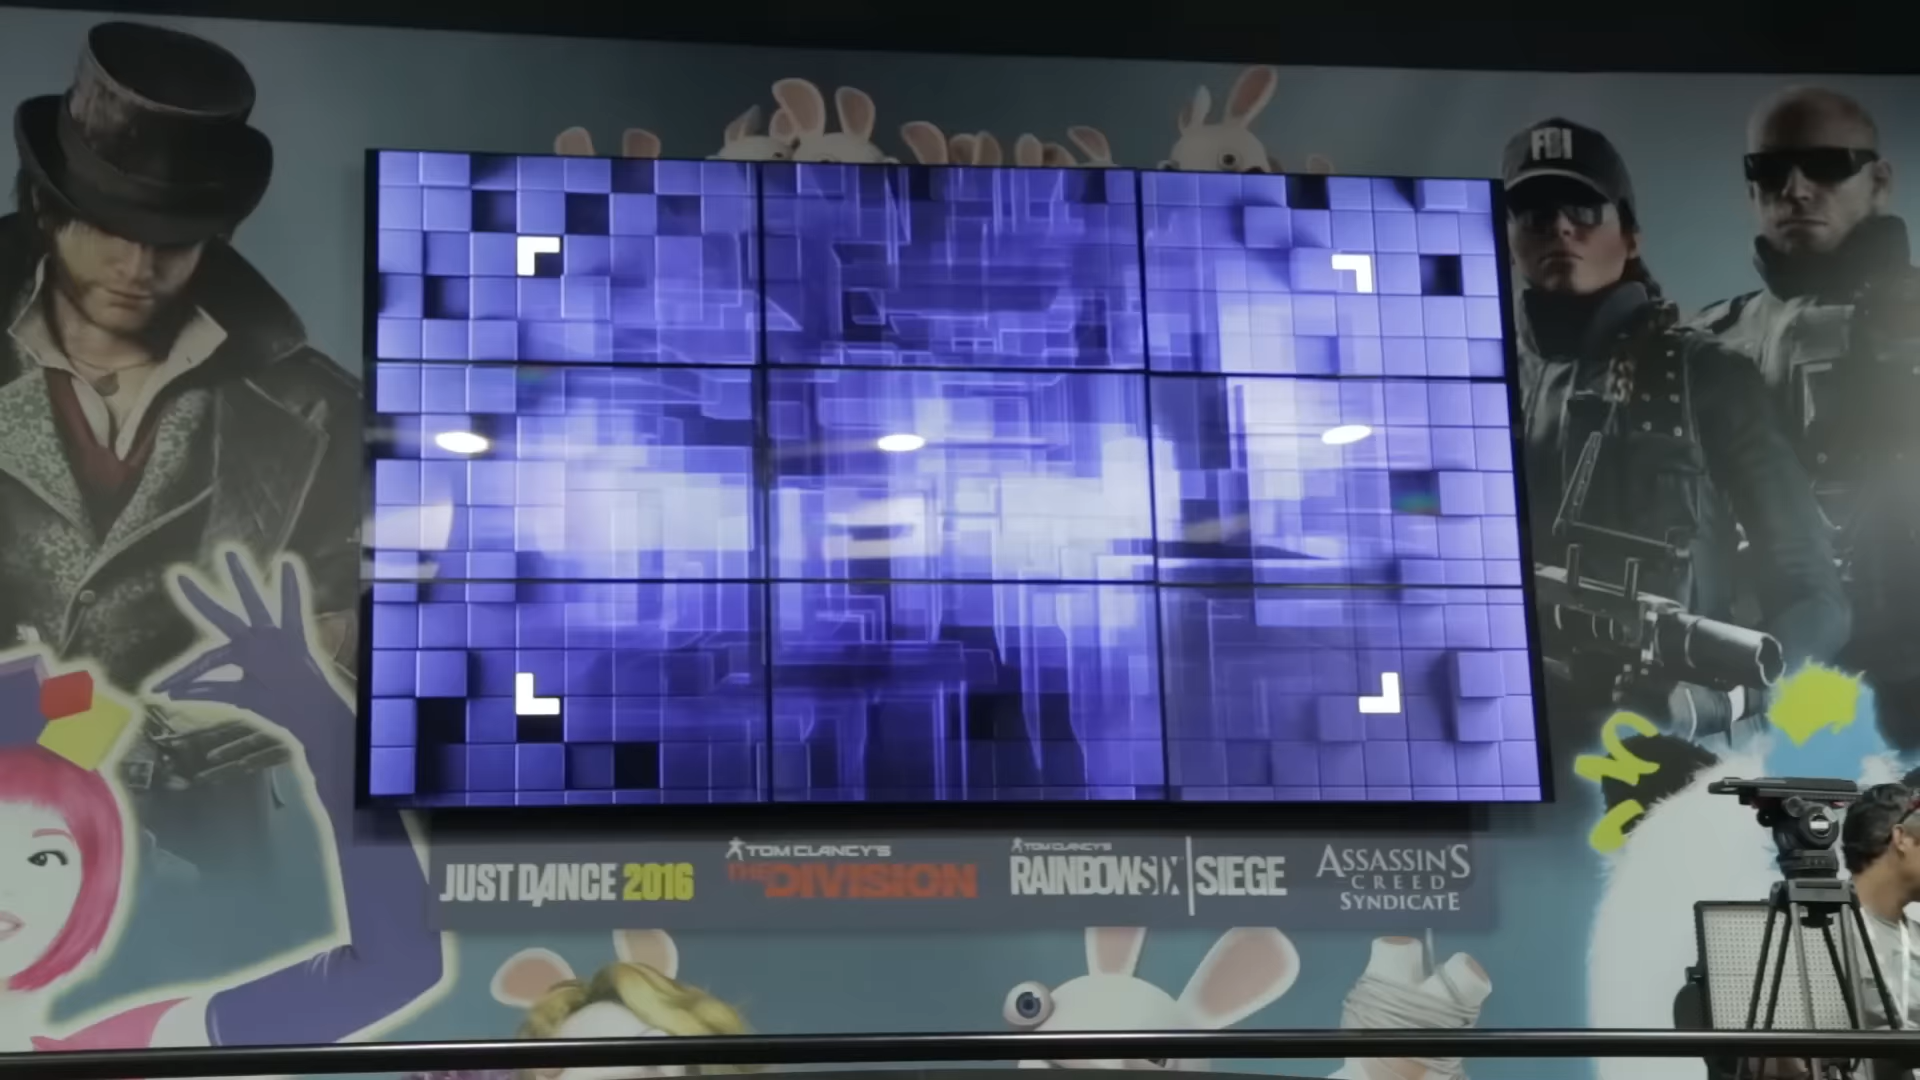 FBI
JUST DANCE 2016
TOM CLANCY'S
THE DIVISION
TOM CLANCY'S
RAINBOW SIX | SIEGE
ASSASSIN'S
CREED
SYNDICATE